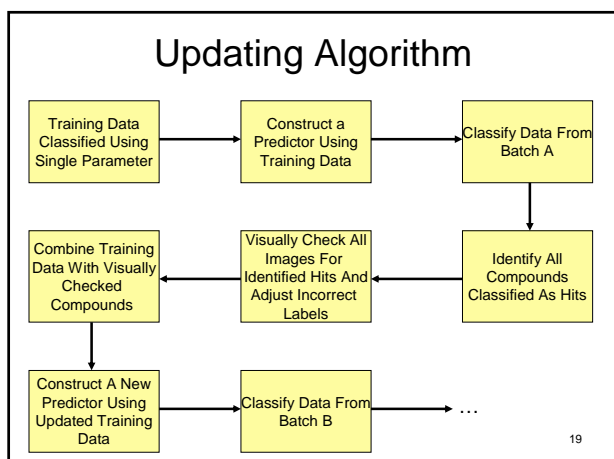 Updating Algorithm
Training Data
Classified Using
Single Parameter
Construct a
Predictor Using
Training Data
Classify Data From
Batch A
Identify All
Compounds
Classified As Hits
Visually Check All
Images For
Identified Hits And
Adjust Incorrect
Labels
Combine Training
Data With Visually
Checked
Compounds
Construct A New
Predictor Using
Updated Training
Data
Classify Data From
Batch B
...
19